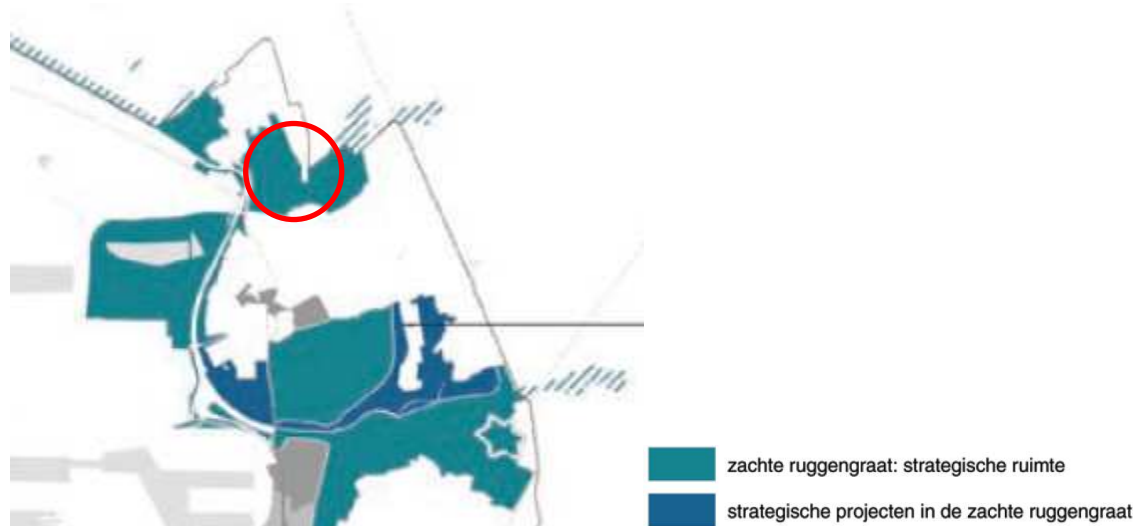 zachte ruggengraat: strategische ruimte
strategische projecten in de zachte ruggengraat